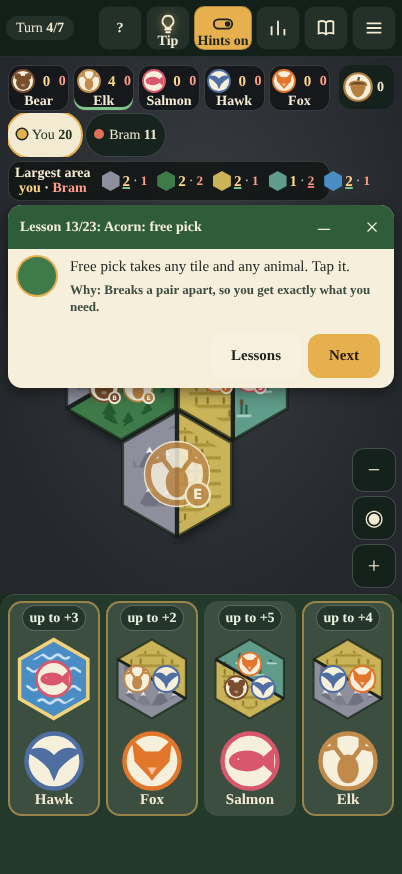 Turn 4/7
?
Tip
Hints on
0 0
Bear
4 0
Elk
0 0
Salmon
0 0
Hawk
0 0
Fox
0
You 20
Bram 11
Largest area
you · Bram
2 · 1
2 · 2
2 · 1
1 · 2
2 · 1
Lesson 13/23: Acorn: free pick
Free pick takes any tile and any animal. Tap it.
Why: Breaks a pair apart, so you get exactly what you
need.
Lessons
Next
B
E
E
up to +3
up to +2
up to +5
up to +4
Hawk
Fox
Salmon
Elk